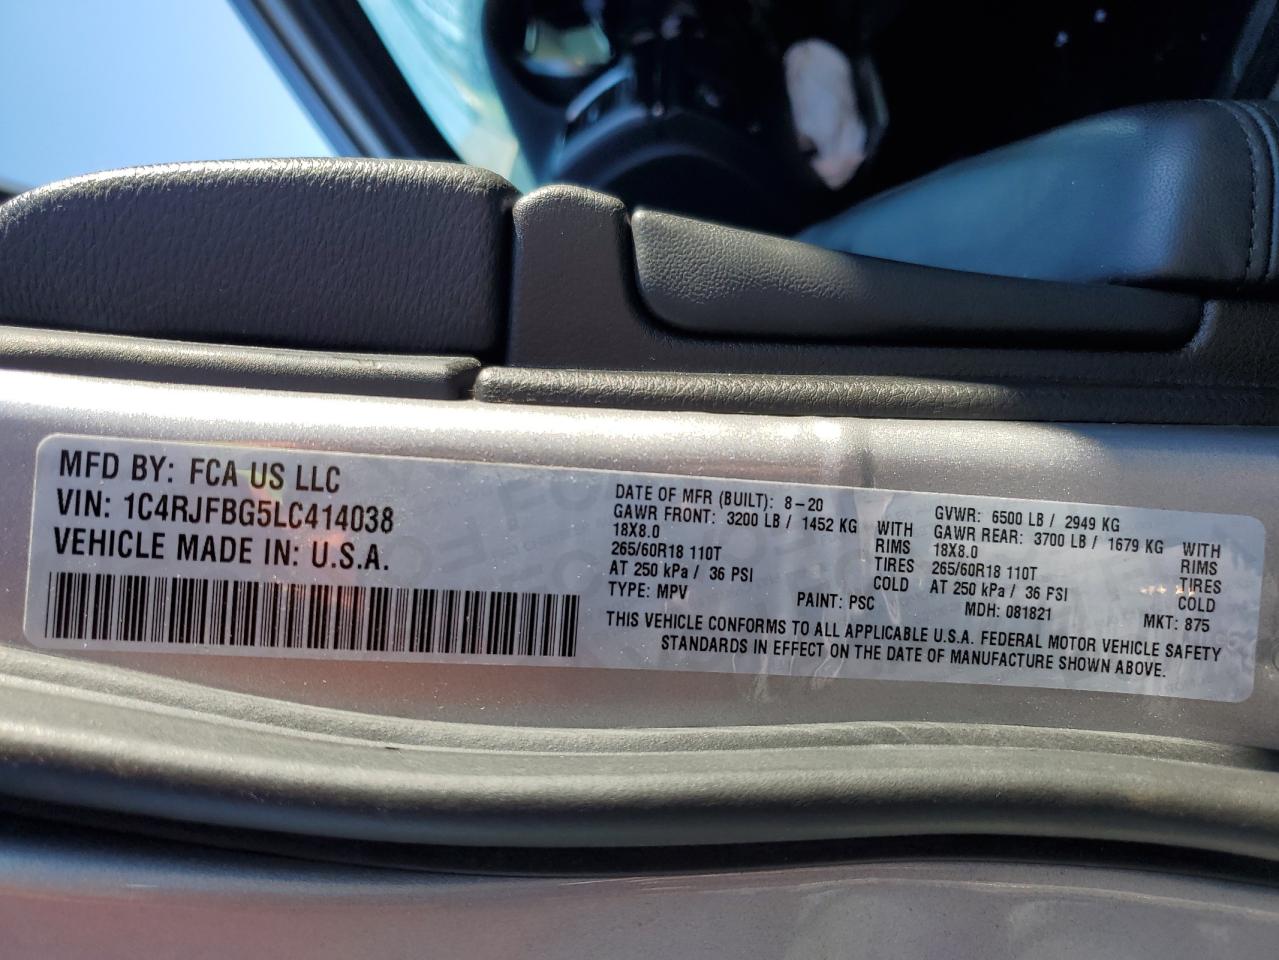 MFD BY: FCA US LLC
VIN: 1C4RJFBG5LC414038
VEHICLE MADE IN: U.S.A.
DATE OF MFR (BUILT): 8-20
GAWR FRONT: 3200 LB / 1452 KG WITH
18X8.0 RIMS
265/60R18 110T TIRES
AT 250 kPa / 36 PSI COLD
TYPE: MPV
GVWR: 6500 LB / 2949 KG
GAWR REAR: 3700 LB / 1679 KG WITH
18X8.0 RIMS
265/60R18 110T TIRES
AT 250 kPa / 36 PSI COLD
PAINT: PSC MDH: 081821 MKT: 875
THIS VEHICLE CONFORMS TO ALL APPLICABLE U.S.A. FEDERAL MOTOR VEHICLE SAFETY
STANDARDS IN EFFECT ON THE DATE OF MANUFACTURE SHOWN ABOVE.